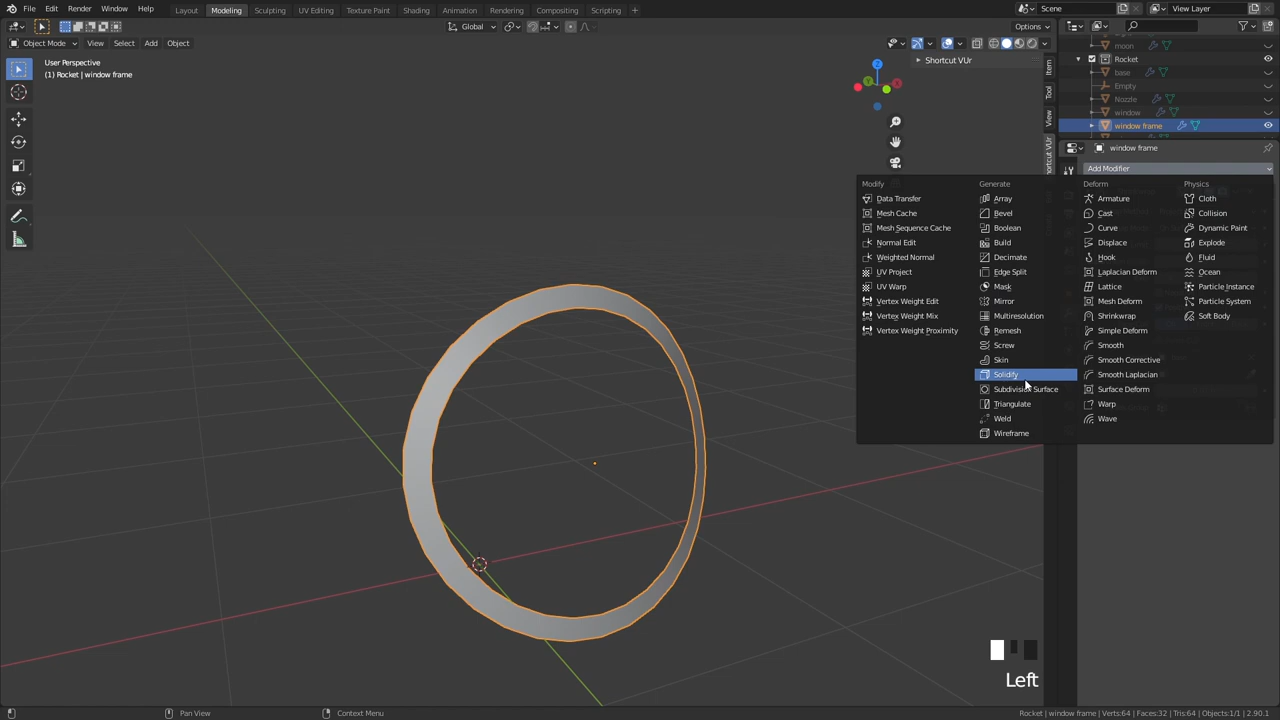 File Edit Render Window Help
Layout Modeling Sculpting UV Editing Texture Paint Shading Animation Rendering Compositing Scripting +
Scene
View Layer
Global
Options
Object Mode View Select Add Object
User Perspective
(1) Rocket | window frame
Shortcut VUr
Z
X
Y
Item
Tool
View
Shortcut VUr
moon
Rocket
base
Empty
Nozzle
window
window frame
window frame
Add Modifier
Modify
Data Transfer
Mesh Cache
Mesh Sequence Cache
Normal Edit
Weighted Normal
UV Project
UV Warp
Vertex Weight Edit
Vertex Weight Mix
Vertex Weight Proximity
Generate
Array
Bevel
Boolean
Build
Decimate
Edge Split
Mask
Mirror
Multiresolution
Remesh
Screw
Skin
Solidify
Subdivision Surface
Triangulate
Weld
Wireframe
Deform
Armature
Cast
Curve
Displace
Hook
Laplacian Deform
Lattice
Mesh Deform
Shrinkwrap
Simple Deform
Smooth
Smooth Corrective
Smooth Laplacian
Surface Deform
Warp
Wave
Physics
Cloth
Collision
Dynamic Paint
Explode
Fluid
Ocean
Particle Instance
Particle System
Soft Body
Left
Pan View
Context Menu
Rocket | window frame | Verts:64 | Faces:32 | Tris:64 | Objects:1/1 | 2.90.1